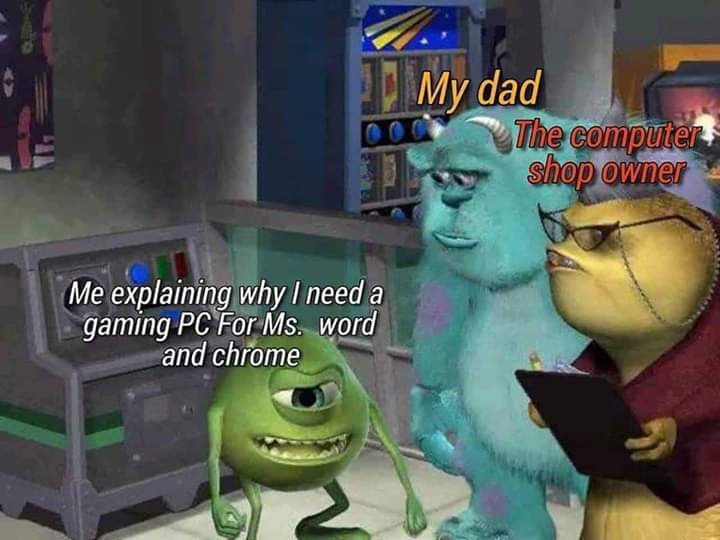 My dad
The computer
shop owner
Me explaining why I need a
gaming PC For Ms. word
and chrome